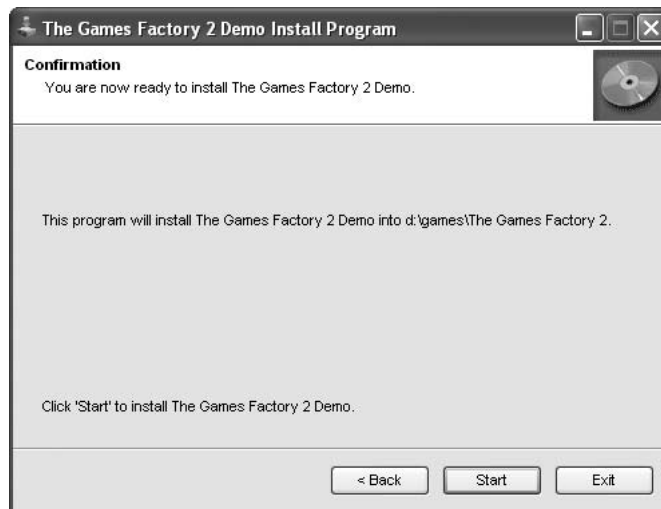 The Games Factory 2 Demo Install Program
Confirmation
You are now ready to install The Games Factory 2 Demo.
This program will install The Games Factory 2 Demo into d:\games\The Games Factory 2.
Click 'Start' to install The Games Factory 2 Demo.
< Back
Start
Exit